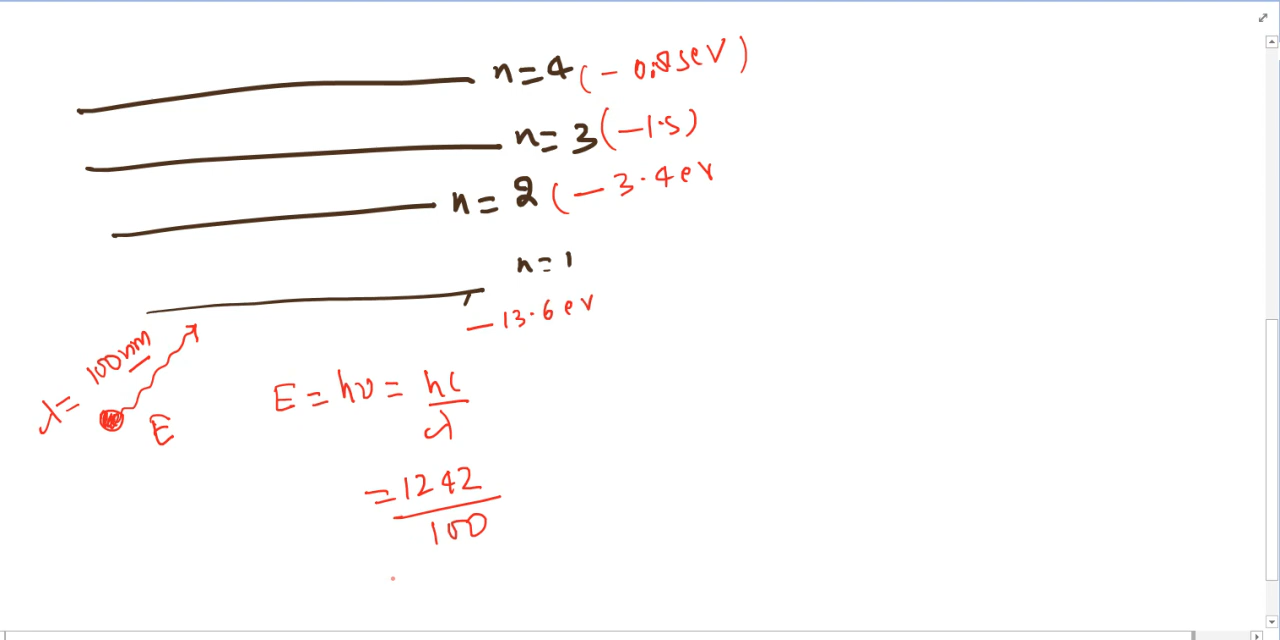 n=4 (-0.85eV)
n=3 (-1.5)
n=2 (-3.4ev
n=1
-13.6ev
λ=100nm
E
E=hν=hc/λ
=1242/100